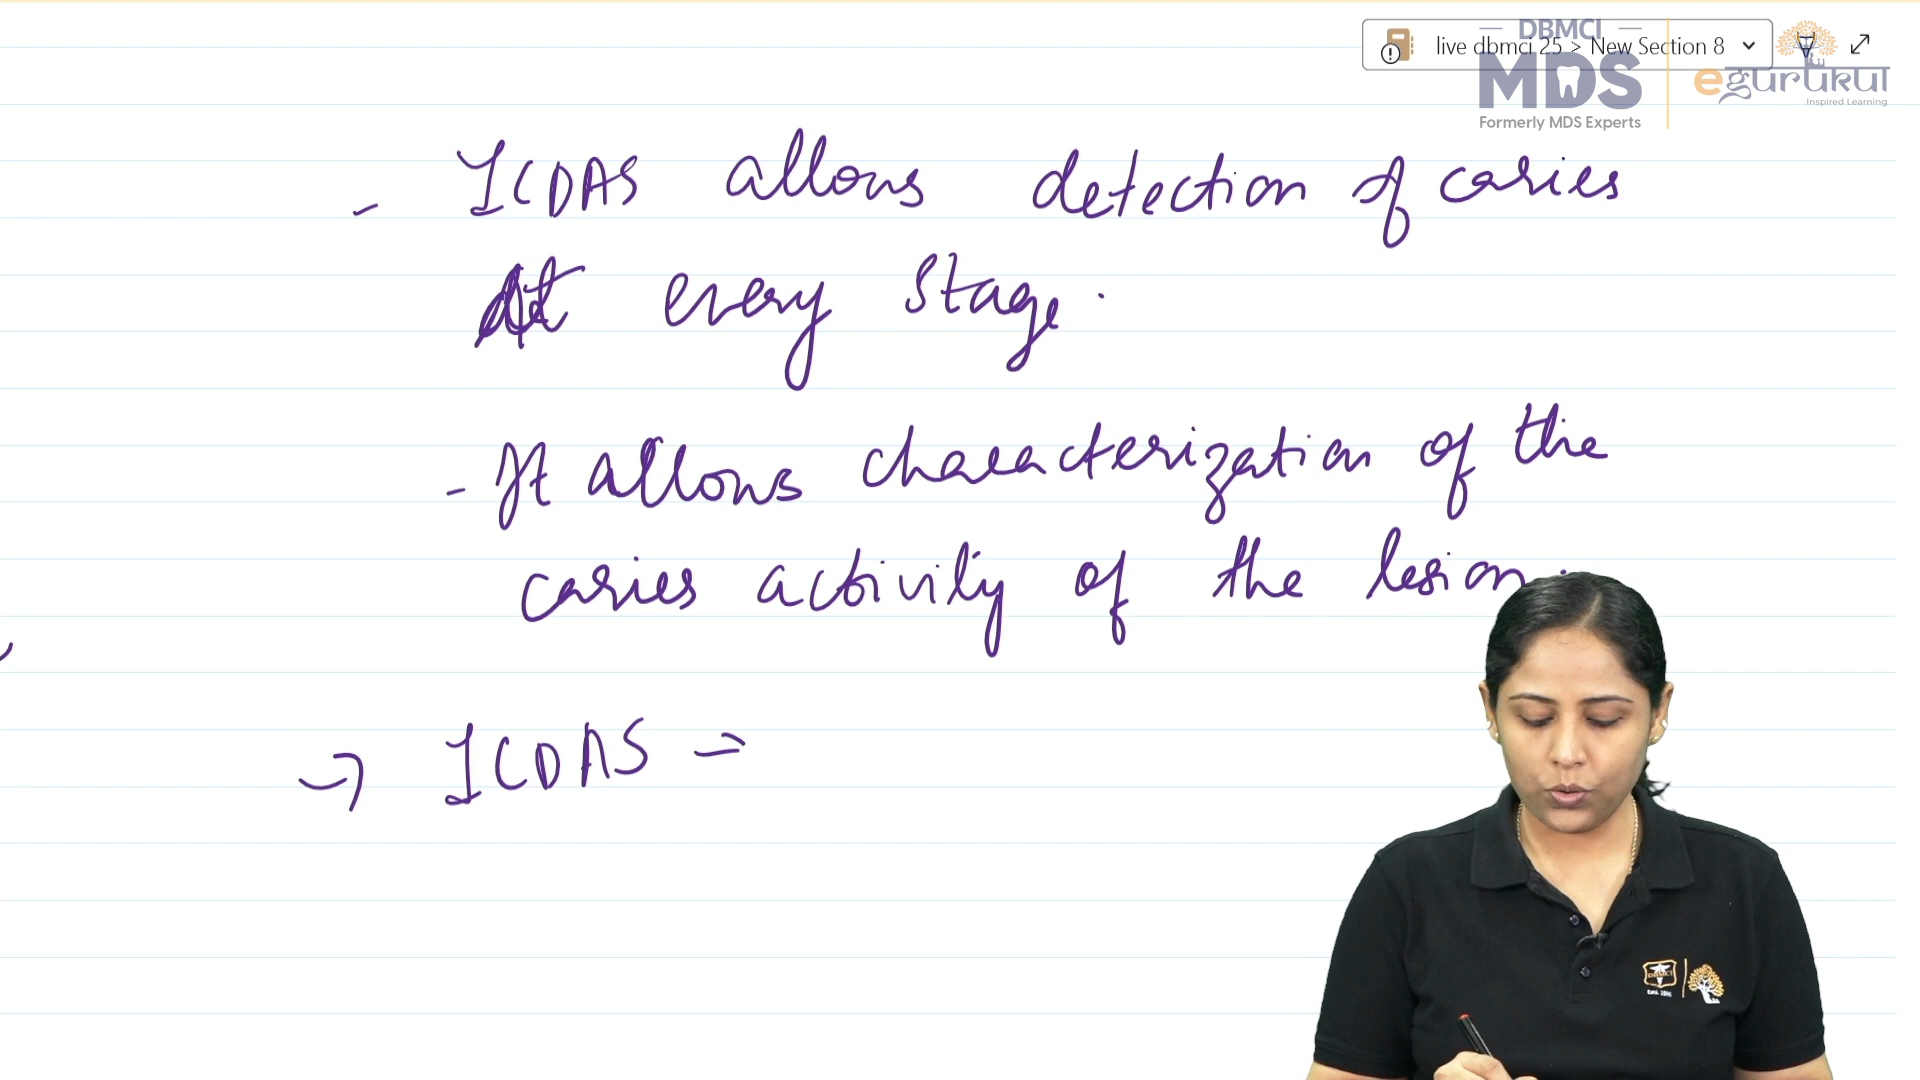 DBMCI
live dbmci 25 > New Section 8
MDS
egurukul
Inspired Learning
Formerly MDS Experts
- ICDAS allows detection of caries
At every stage.
- It allows characterization of the
caries activity of the lesion.
→ ICDAS =
DBMCI